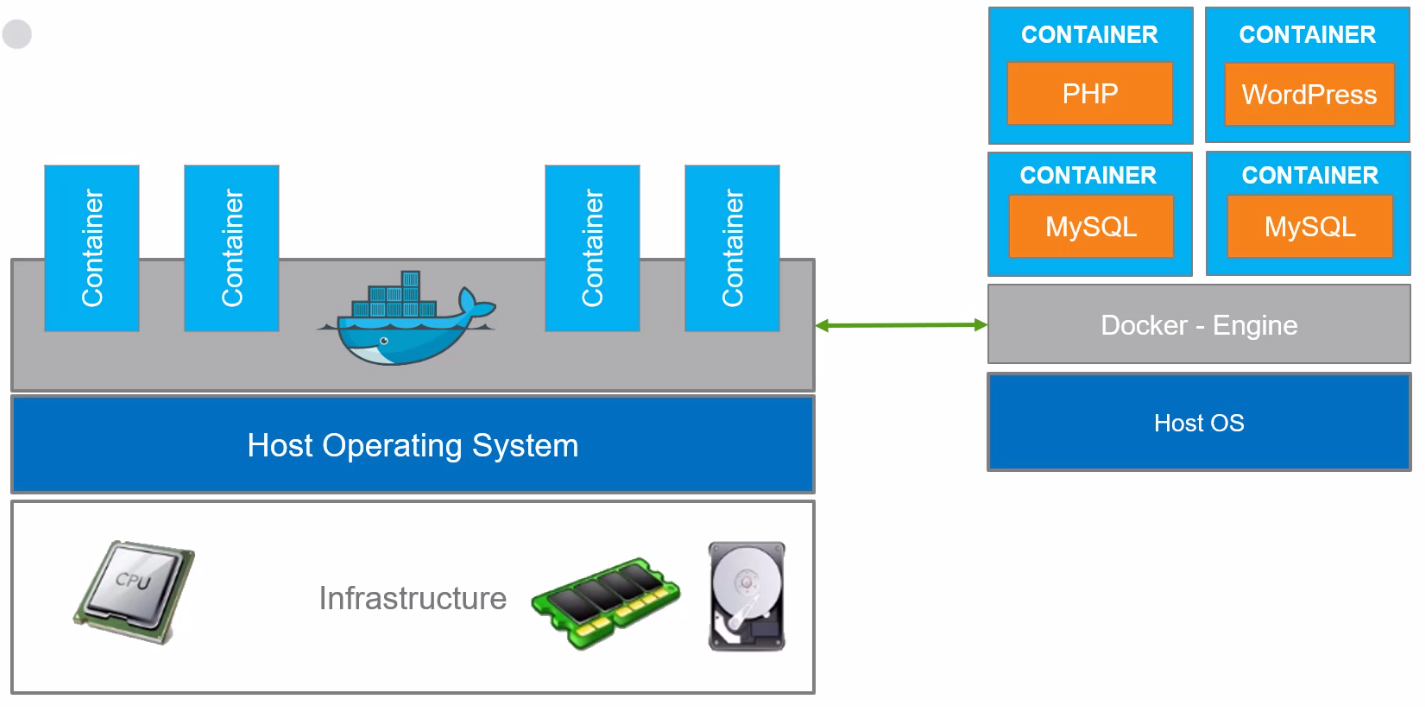 Container
Container
Container
Container
Host Operating System
CPU
Infrastructure
CONTAINER
PHP
CONTAINER
WordPress
CONTAINER
MySQL
CONTAINER
MySQL
Docker - Engine
Host OS